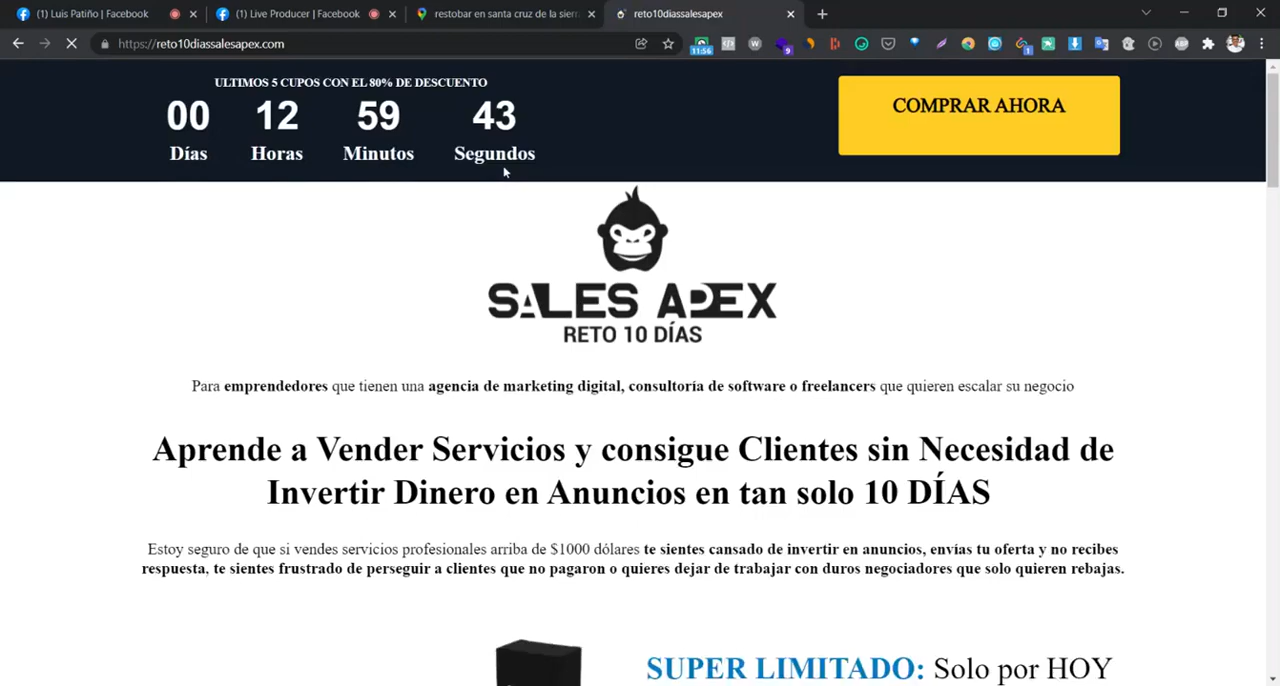 (1) Luis Patiño | Facebook
(1) Live Producer | Facebook
restobar en santa cruz de la sierr
reto10diassalesapex
https://reto10diassalesapex.com
11:56
9
1
ULTIMOS 5 CUPOS CON EL 80% DE DESCUENTO
00 12 59 43
Días Horas Minutos Segundos
COMPRAR AHORA
SALES APEX
RETO 10 DÍAS
Para emprendedores que tienen una agencia de marketing digital, consultoría de software o freelancers que quieren escalar su negocio
Aprende a Vender Servicios y consigue Clientes sin Necesidad de
Invertir Dinero en Anuncios en tan solo 10 DÍAS
Estoy seguro de que si vendes servicios profesionales arriba de $1000 dólares te sientes cansado de invertir en anuncios, envías tu oferta y no recibes
respuesta, te sientes frustrado de perseguir a clientes que no pagaron o quieres dejar de trabajar con duros negociadores que solo quieren rebajas.
SUPER LIMITADO: Solo por HOY